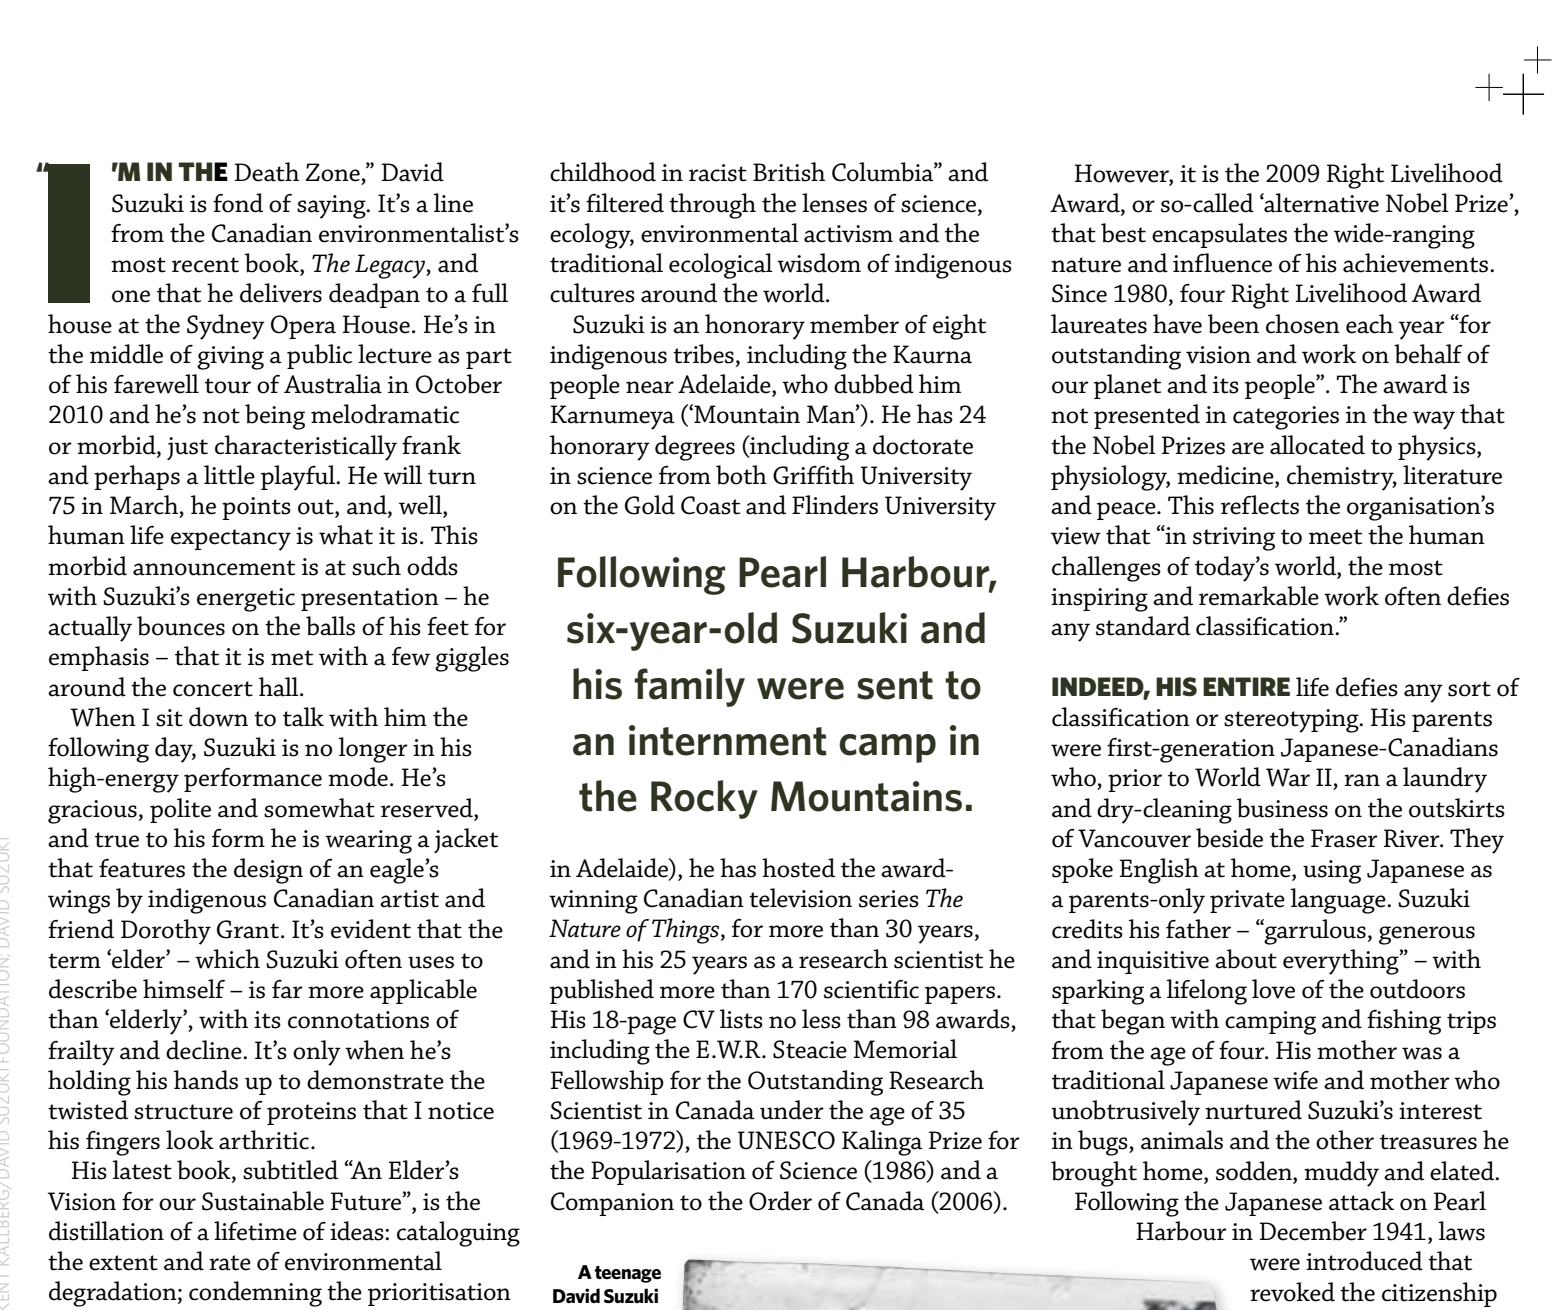 “I’M IN THE Death Zone,” David
Suzuki is fond of saying. It’s a line
from the Canadian environmentalist’s
most recent book, The Legacy, and
one that he delivers deadpan to a full
house at the Sydney Opera House. He’s in
the middle of giving a public lecture as part
of his farewell tour of Australia in October
2010 and he’s not being melodramatic
or morbid, just characteristically frank
and perhaps a little playful. He will turn
75 in March, he points out, and, well,
human life expectancy is what it is. This
morbid announcement is at such odds
with Suzuki’s energetic presentation – he
actually bounces on the balls of his feet for
emphasis – that it is met with a few giggles
around the concert hall.
When I sit down to talk with him the
following day, Suzuki is no longer in his
high-energy performance mode. He’s
gracious, polite and somewhat reserved,
and true to his form he is wearing a jacket
that features the design of an eagle’s
wings by indigenous Canadian artist and
friend Dorothy Grant. It’s evident that the
term ‘elder’ – which Suzuki often uses to
describe himself – is far more applicable
than ‘elderly’, with its connotations of
frailty and decline. It’s only when he’s
holding his hands up to demonstrate the
twisted structure of proteins that I notice
his fingers look arthritic.
His latest book, subtitled “An Elder’s
Vision for our Sustainable Future”, is the
distillation of a lifetime of ideas: cataloguing
the extent and rate of environmental
degradation; condemning the prioritisation
childhood in racist British Columbia” and
it’s filtered through the lenses of science,
ecology, environmental activism and the
traditional ecological wisdom of indigenous
cultures around the world.
Suzuki is an honorary member of eight
indigenous tribes, including the Kaurna
people near Adelaide, who dubbed him
Karnumeya (‘Mountain Man’). He has 24
honorary degrees (including a doctorate
in science from both Griffith University
on the Gold Coast and Flinders University
Following Pearl Harbour,
six-year-old Suzuki and
his family were sent to
an internment camp in
the Rocky Mountains.
in Adelaide), he has hosted the award-
winning Canadian television series The
Nature of Things, for more than 30 years,
and in his 25 years as a research scientist he
published more than 170 scientific papers.
His 18-page CV lists no less than 98 awards,
including the E.W.R. Steacie Memorial
Fellowship for the Outstanding Research
Scientist in Canada under the age of 35
(1969-1972), the UNESCO Kalinga Prize for
the Popularisation of Science (1986) and a
Companion to the Order of Canada (2006).
A teenage
David Suzuki
However, it is the 2009 Right Livelihood
Award, or so-called ‘alternative Nobel Prize’,
that best encapsulates the wide-ranging
nature and influence of his achievements.
Since 1980, four Right Livelihood Award
laureates have been chosen each year “for
outstanding vision and work on behalf of
our planet and its people”. The award is
not presented in categories in the way that
the Nobel Prizes are allocated to physics,
physiology, medicine, chemistry, literature
and peace. This reflects the organisation’s
view that “in striving to meet the human
challenges of today’s world, the most
inspiring and remarkable work often defies
any standard classification.”
INDEED, HIS ENTIRE life defies any sort of
classification or stereotyping. His parents
were first-generation Japanese-Canadians
who, prior to World War II, ran a laundry
and dry-cleaning business on the outskirts
of Vancouver beside the Fraser River. They
spoke English at home, using Japanese as
a parents-only private language. Suzuki
credits his father – “garrulous, generous
and inquisitive about everything” – with
sparking a lifelong love of the outdoors
that began with camping and fishing trips
from the age of four. His mother was a
traditional Japanese wife and mother who
unobtrusively nurtured Suzuki’s interest
in bugs, animals and the other treasures he
brought home, sodden, muddy and elated.
Following the Japanese attack on Pearl
Harbour in December 1941, laws
were introduced that
revoked the citizenship
KENT KALLBERG/DAVID SUZUKI FOUNDATION; DAVID SUZUKI